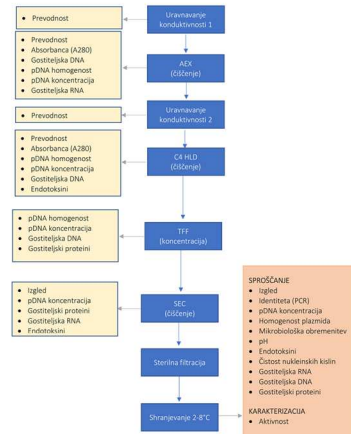 Uravnavanje
konduktivnosti 1
• Prevodnost
AEX
(čiščenje)
• Prevodnost
• Absorbanca (A280)
• Gostiteljska DNA
• pDNA homogenost
• pDNA koncentracija
• Gostiteljska RNA
Uravnavanje
konduktivnosti 2
• Prevodnost
C4 HLD
(čiščenje)
• Prevodnost
• Absorbanca (A280)
• pDNA homogenost
• pDNA koncentracija
• Gostiteljska DNA
• Endotoksini
TFF
(koncentracija)
• pDNA homogenost
• pDNA koncentracija
• Gostiteljska DNA
• Gostiteljski proteini
SEC
(čiščenje)
• Izgled
• pDNA koncentracija
• Gostiteljski proteini
• Gostiteljska RNA
• Endotoksini
Sterilna filtracija
Shranjevanje 2-8°C
SPROŠČANJE
• Izgled
• Identiteta (PCR)
• pDNA koncentracija
• Homogenost plazmida
• Mikrobiološka obremenitev
• pH
• Endotoksini
• Čistost nukleinskih kislin
• Gostiteljska RNA
• Gostiteljska DNA
• Gostiteljski proteini
KARAKTERIZACIJA
• Aktivnost